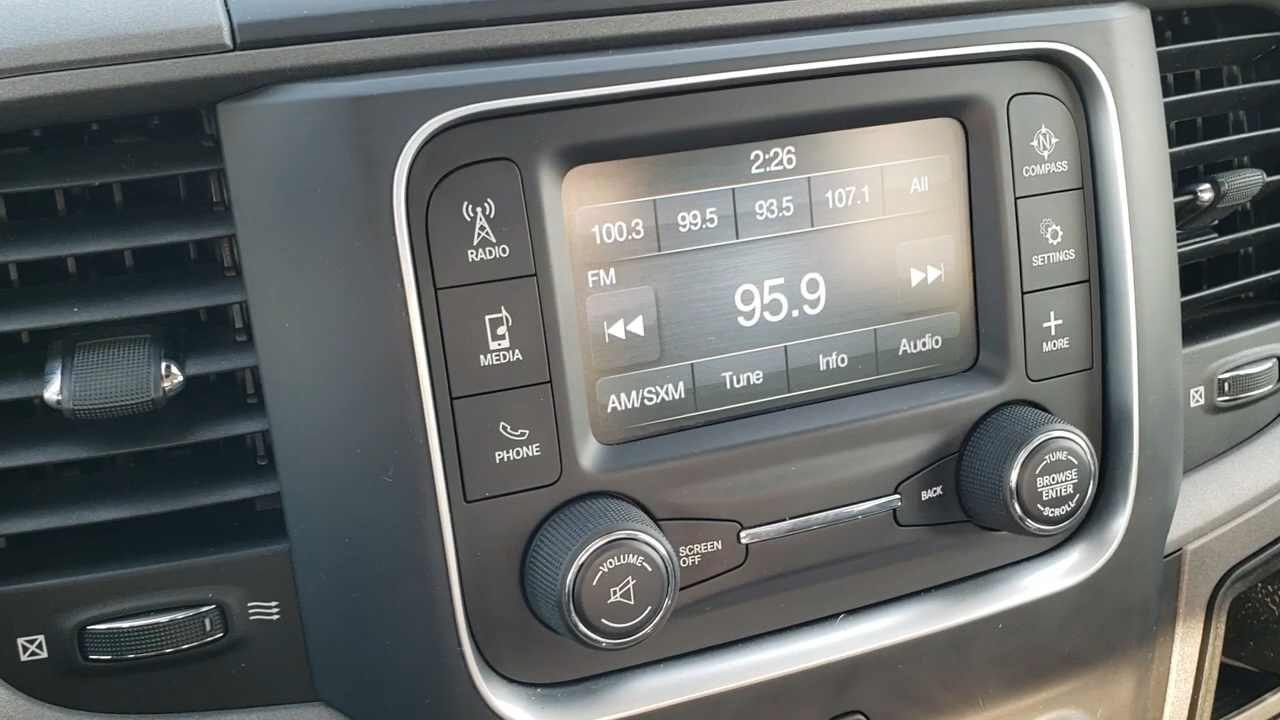 2:26
100.3 99.5 93.5 107.1 All
FM
95.9
AM/SXM Tune Info Audio
RADIO
MEDIA
PHONE
N
COMPASS
SETTINGS
MORE
VOLUME
SCREEN
OFF
BACK
TUNE
BROWSE
ENTER
SCROLL